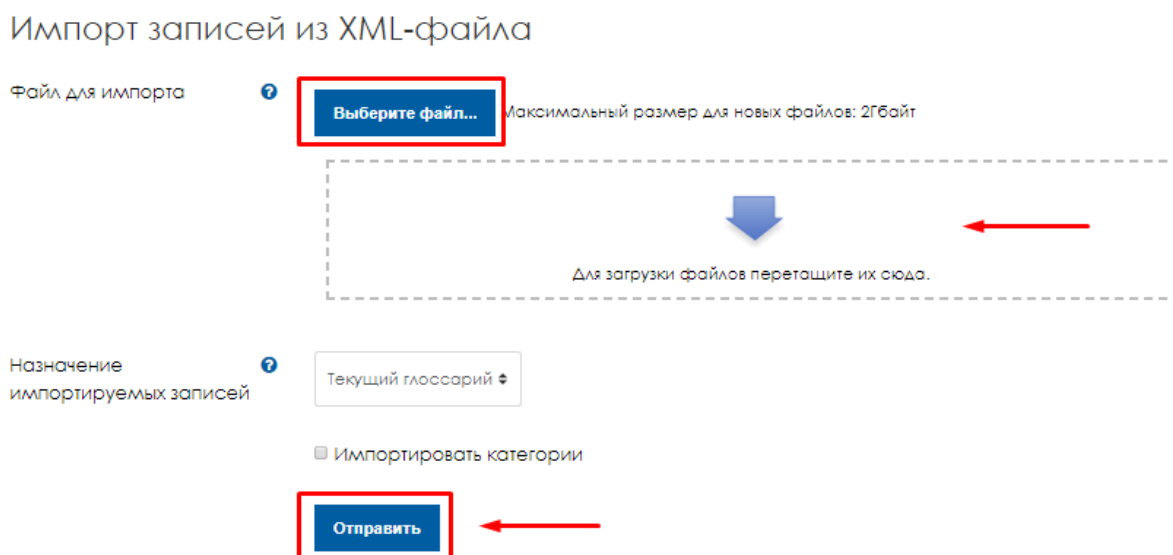 Импорт записей из XML-файла
Файл для импорта
Выберите файл... Максимальный размер для новых файлов: 2Гбайт
Для загрузки файлов перетащите их сюда.
Назначение
импортируемых записей
Текущий глоссарий
Импортировать категории
Отправить